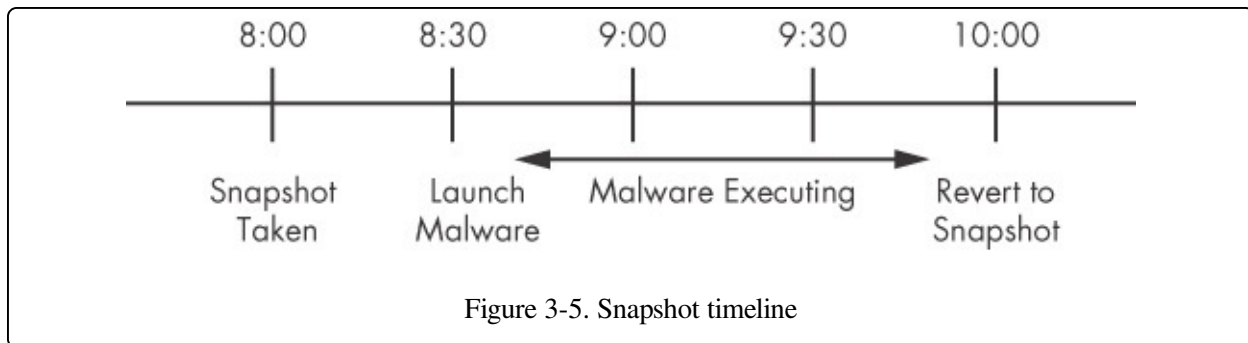 8:00 8:30 9:00 9:30 10:00
Snapshot Launch Malware Executing Revert to
Taken Malware Snapshot
Figure 3-5. Snapshot timeline